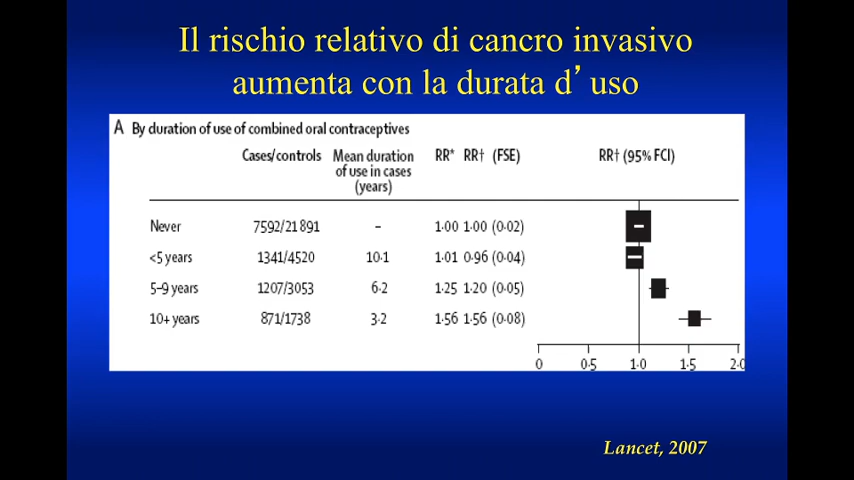 Il rischio relativo di cancro invasivo
aumenta con la durata d’uso
A By duration of use of combined oral contraceptives
Cases/controls Mean duration of use in cases (years) RR* RR† (FSE) RR† (95% FCI)
Never 7592/21 891 – 1·00 1·00 (0·02)
<5 years 1341/4520 10·1 1·01 0·96 (0·04)
5–9 years 1207/3053 6·2 1·25 1·20 (0·05)
10+ years 871/1738 3·2 1·56 1·56 (0·08)
0 0·5 1·0 1·5 2·0
Lancet, 2007